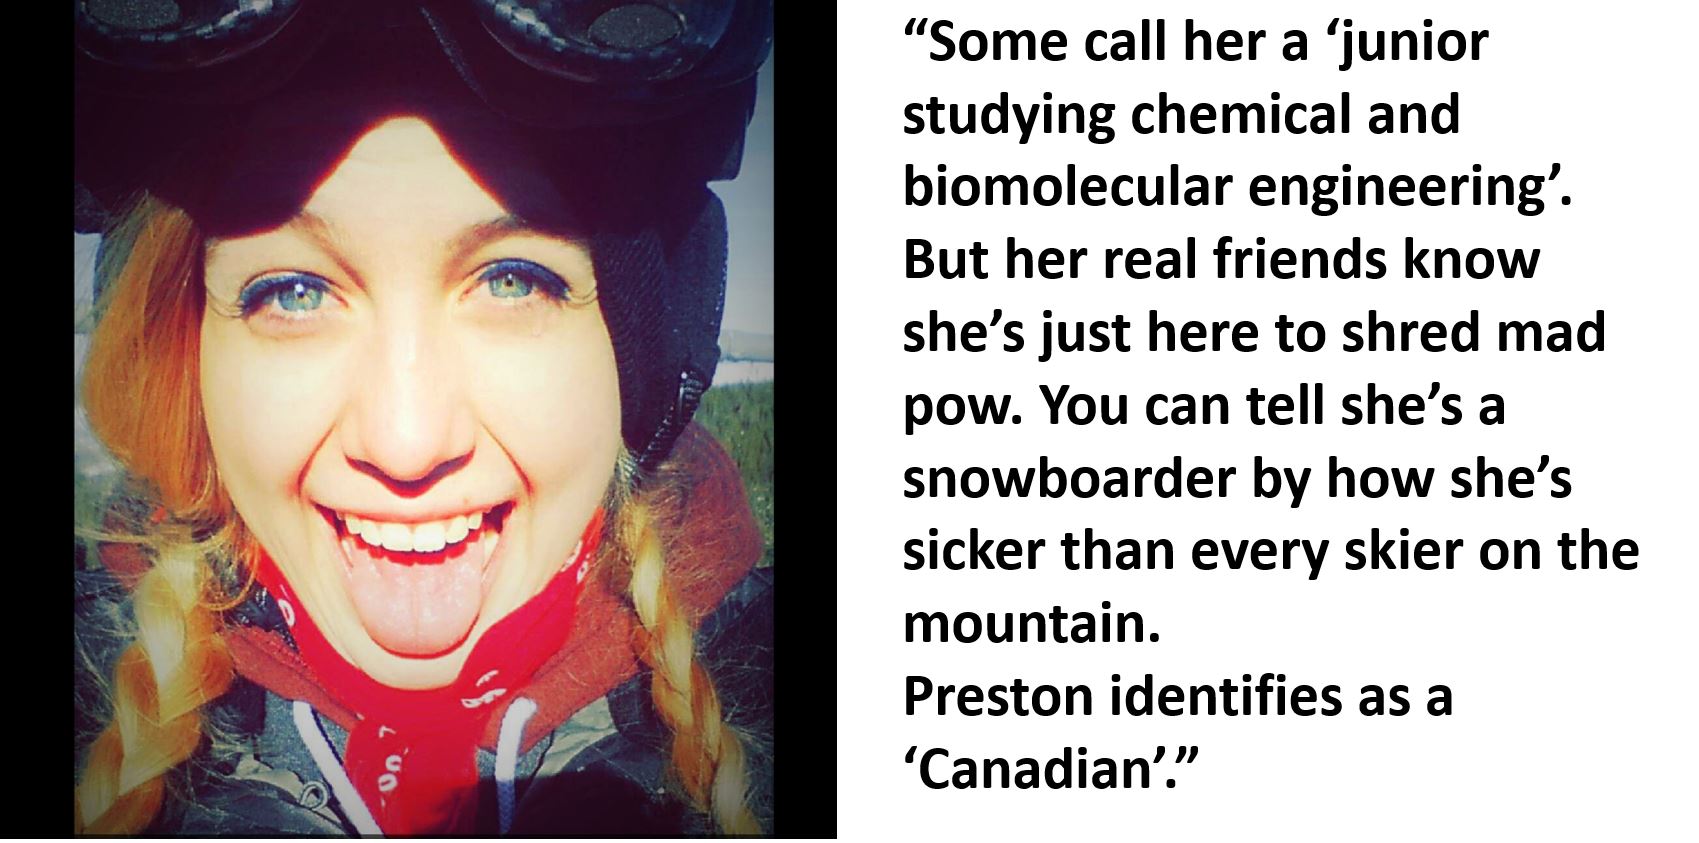 “Some call her a ‘junior
studying chemical and
biomolecular engineering’.
But her real friends know
she’s just here to shred mad
pow. You can tell she’s a
snowboarder by how she’s
sicker than every skier on the
mountain.
Preston identifies as a
‘Canadian’.”